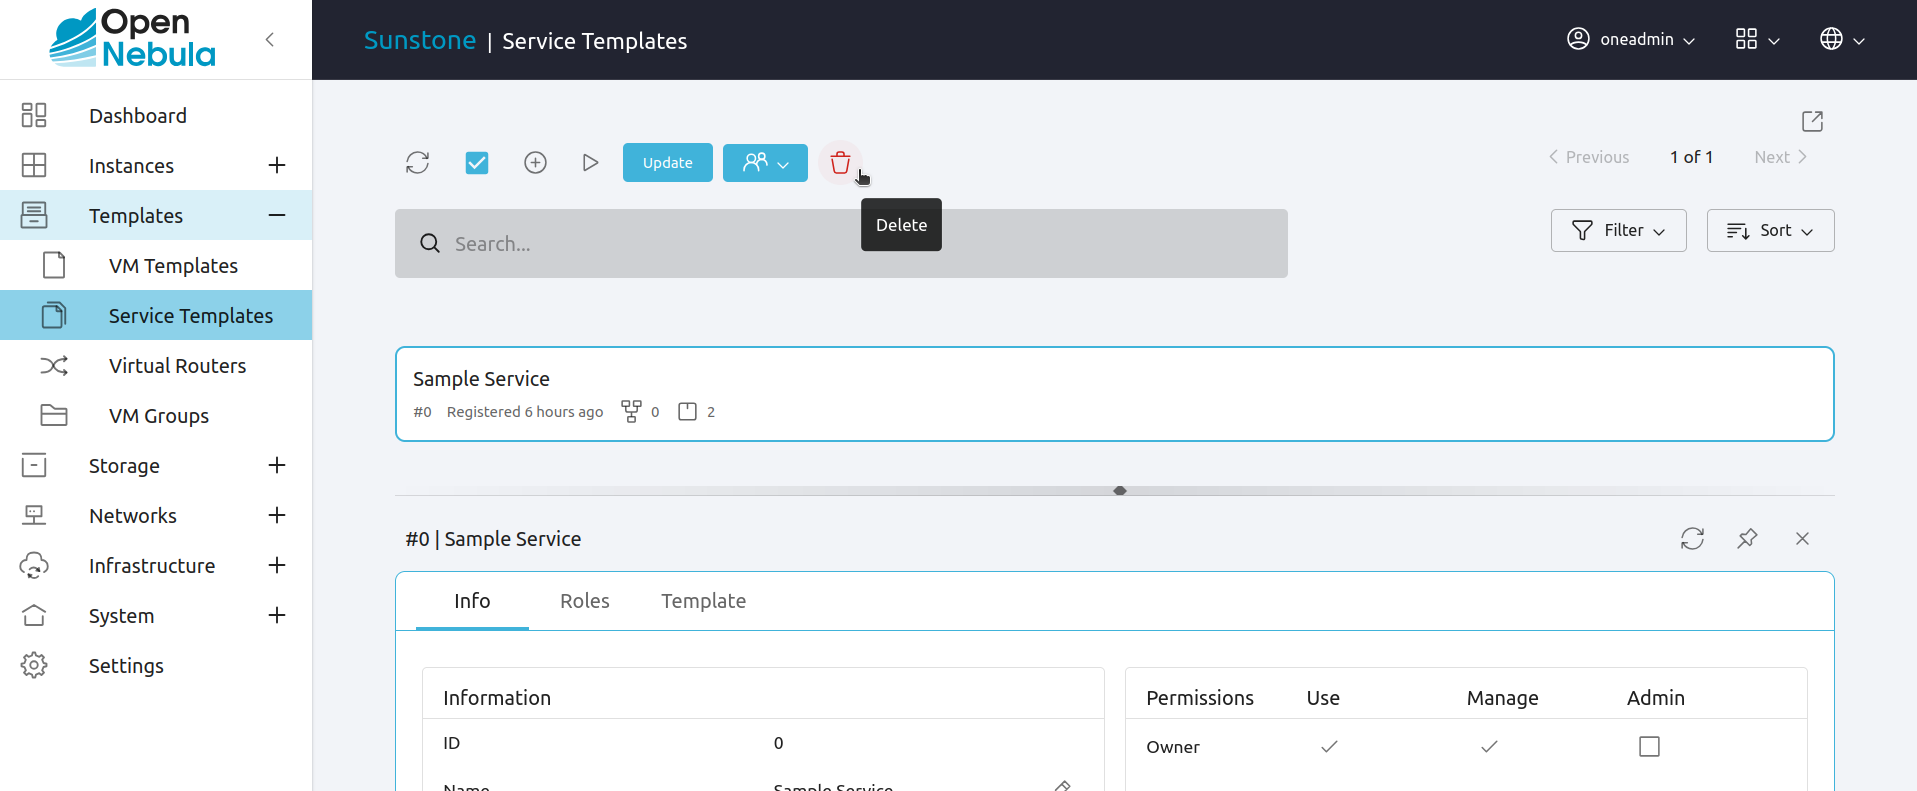 Open
Nebula
Sunstone | Service Templates
oneadmin
Dashboard
Instances
Templates
VM Templates
Service Templates
Virtual Routers
VM Groups
Storage
Networks
Infrastructure
System
Settings
Update
Delete
Previous
1 of 1
Next
Search...
Filter
Sort
Sample Service
#0 Registered 6 hours ago 0 2
#0 | Sample Service
Info Roles Template
Information
ID 0
Name Sample Service
Permissions Use Manage Admin
Owner